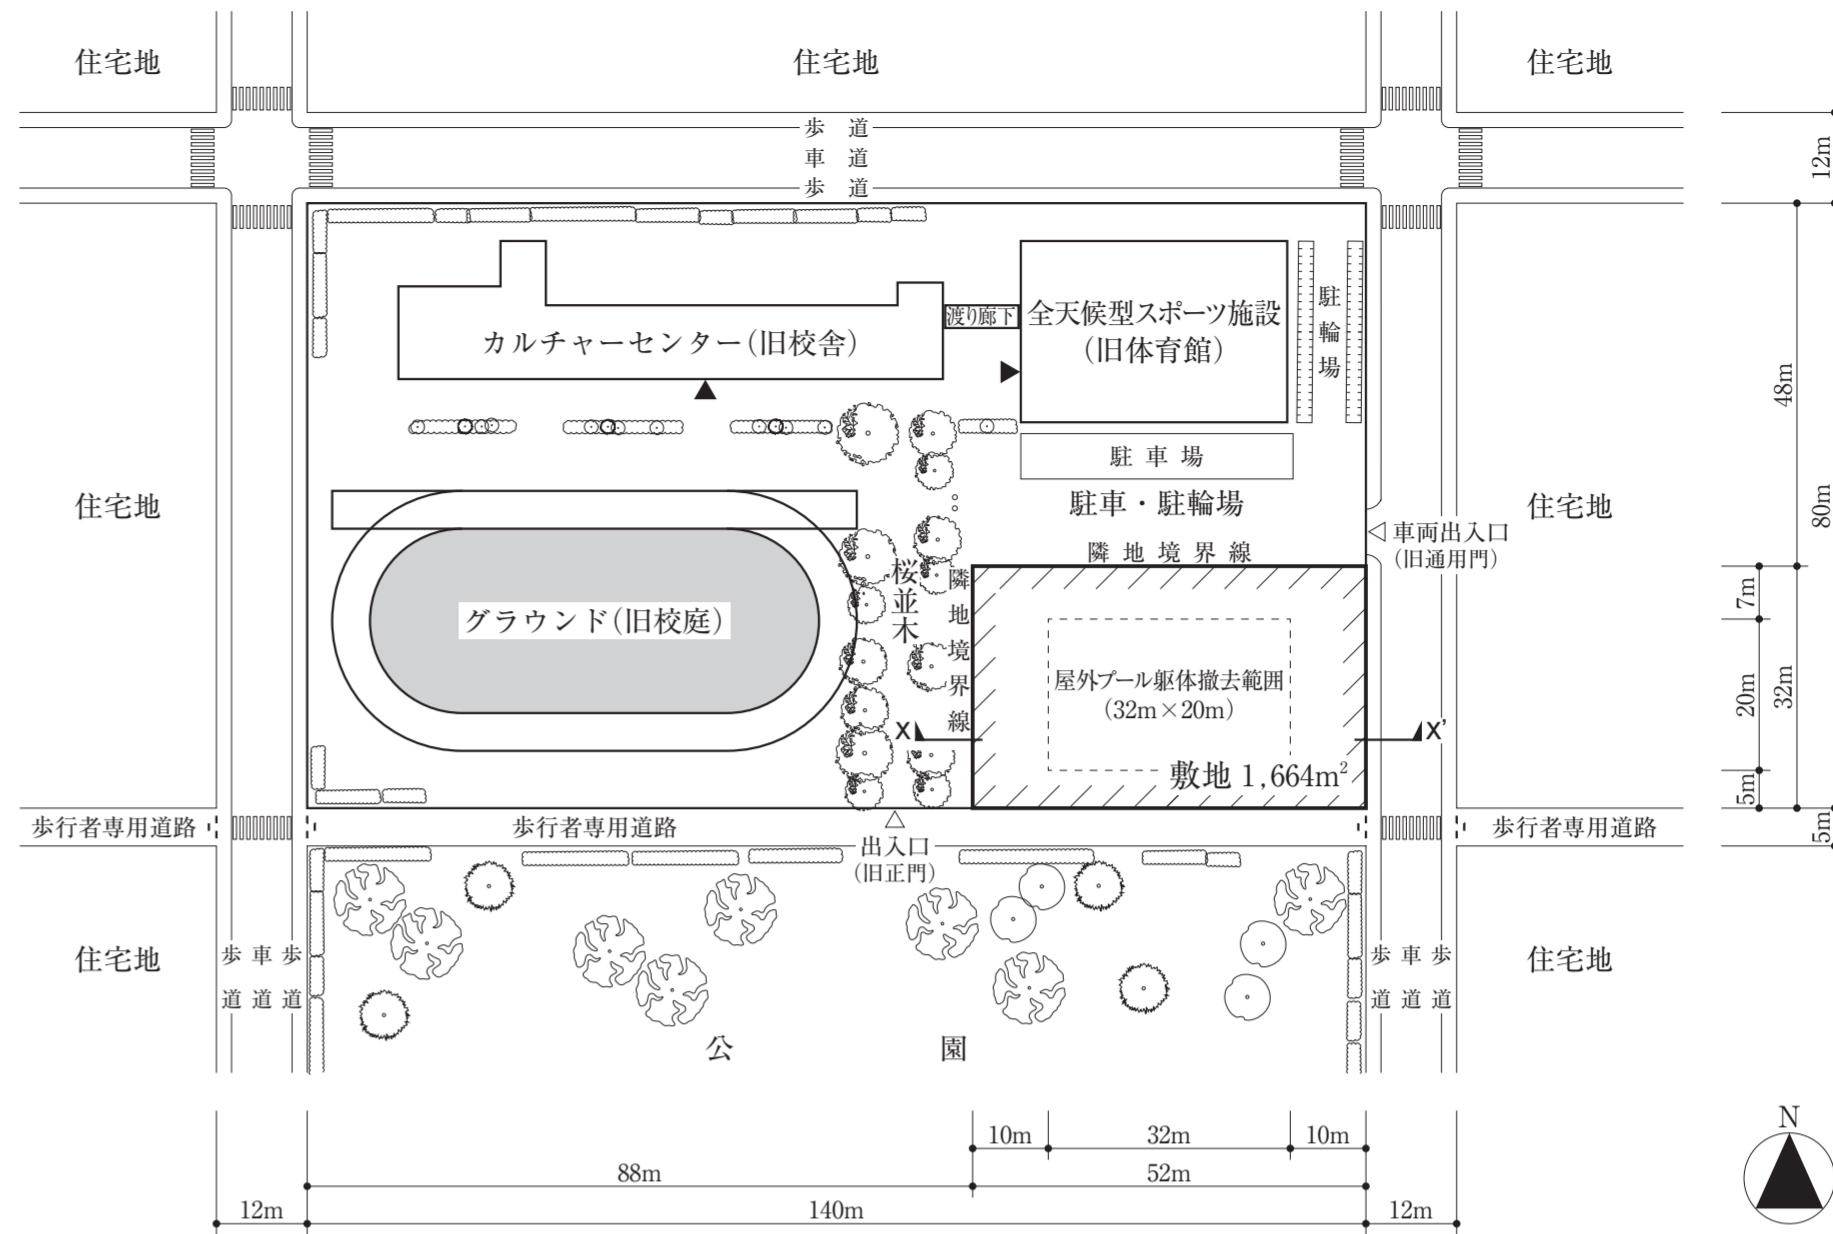 住宅地
住宅地
住宅地
歩道
車道
歩道
12m
カルチャーセンター(旧校舎)
渡り廊下
全天候型スポーツ施設
(旧体育館)
駐輪場
駐車場
駐車・駐輪場
住宅地
住宅地
車両出入口
(旧通用門)
隣地境界線
隣地境界線
桜並木
グラウンド(旧校庭)
屋外プール躯体撤去範囲
(32m×20m)
X
X'
敷地 1,664m²
48m
80m
7m
20m
32m
5m
5m
歩行者専用道路
歩行者専用道路
歩行者専用道路
出入口
(旧正門)
住宅地
歩道
車道
歩道
歩道
車道
歩道
住宅地
公園
N
10m
32m
10m
88m
52m
12m
140m
12m